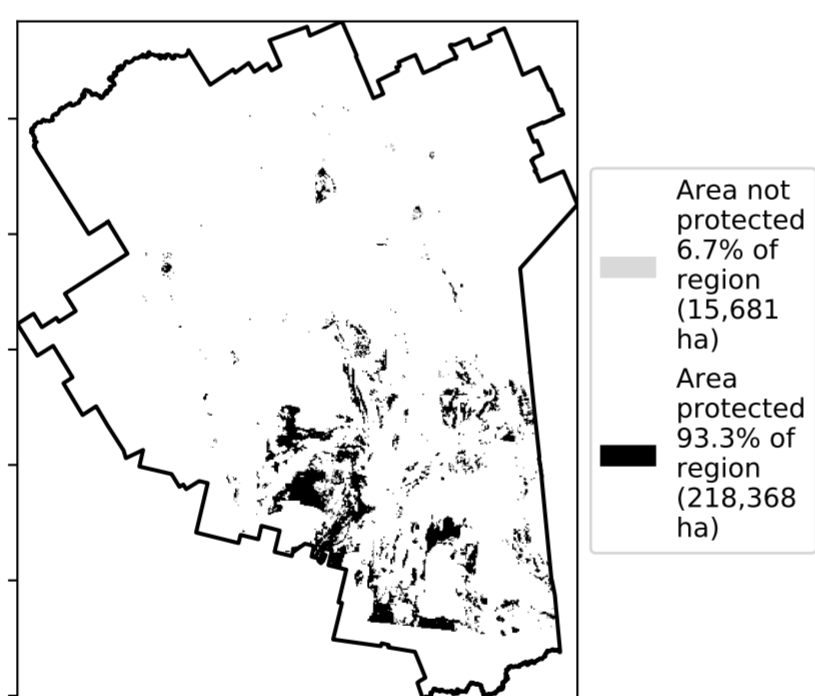 Area not
protected
6.7% of
region
(15,681
ha)
Area
protected
93.3% of
region
(218,368
ha)